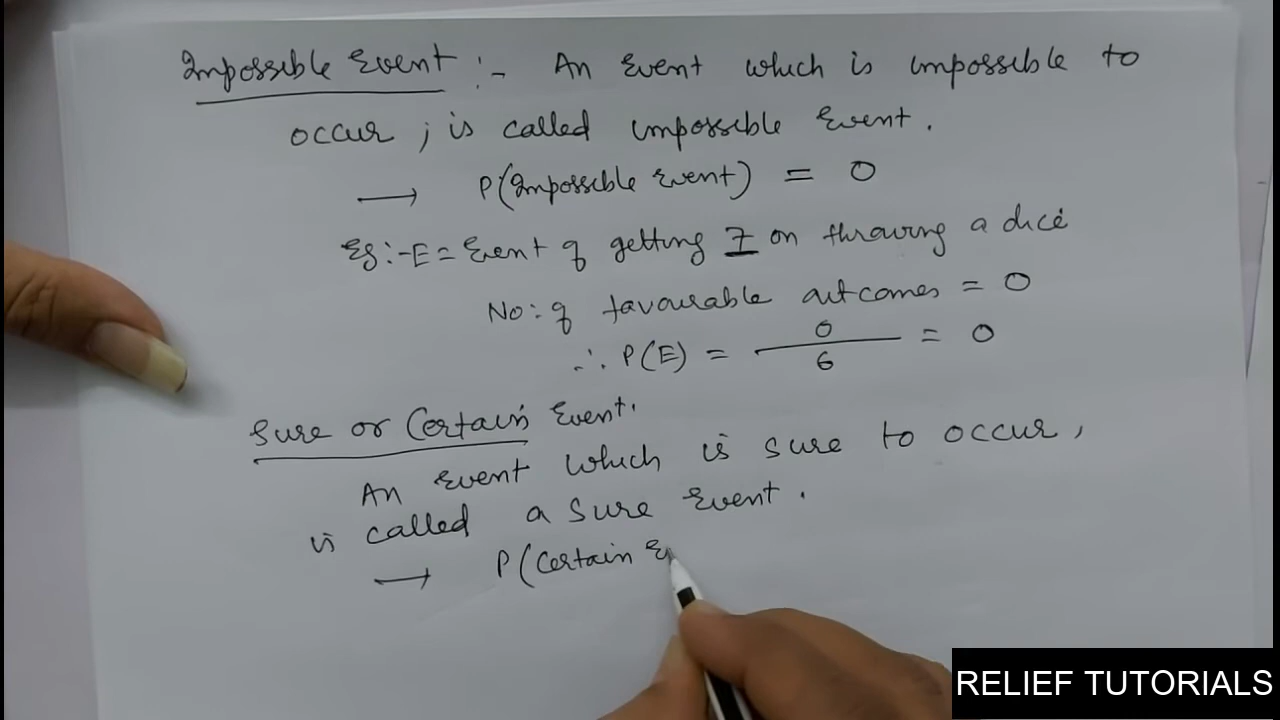 Impossible Event :- An Event which is impossible to
occur ; is called impossible Event.
→ P(Impossible Event) = 0
Eg:- E = Event of getting 7 on throwing a dice
No: of favourable outcomes = 0
∴ P(E) = 0/6 = 0
Sure or Certain Event.
An Event which is sure to occur,
is called a sure Event.
→ P(Certain E
RELIEF TUTORIALS